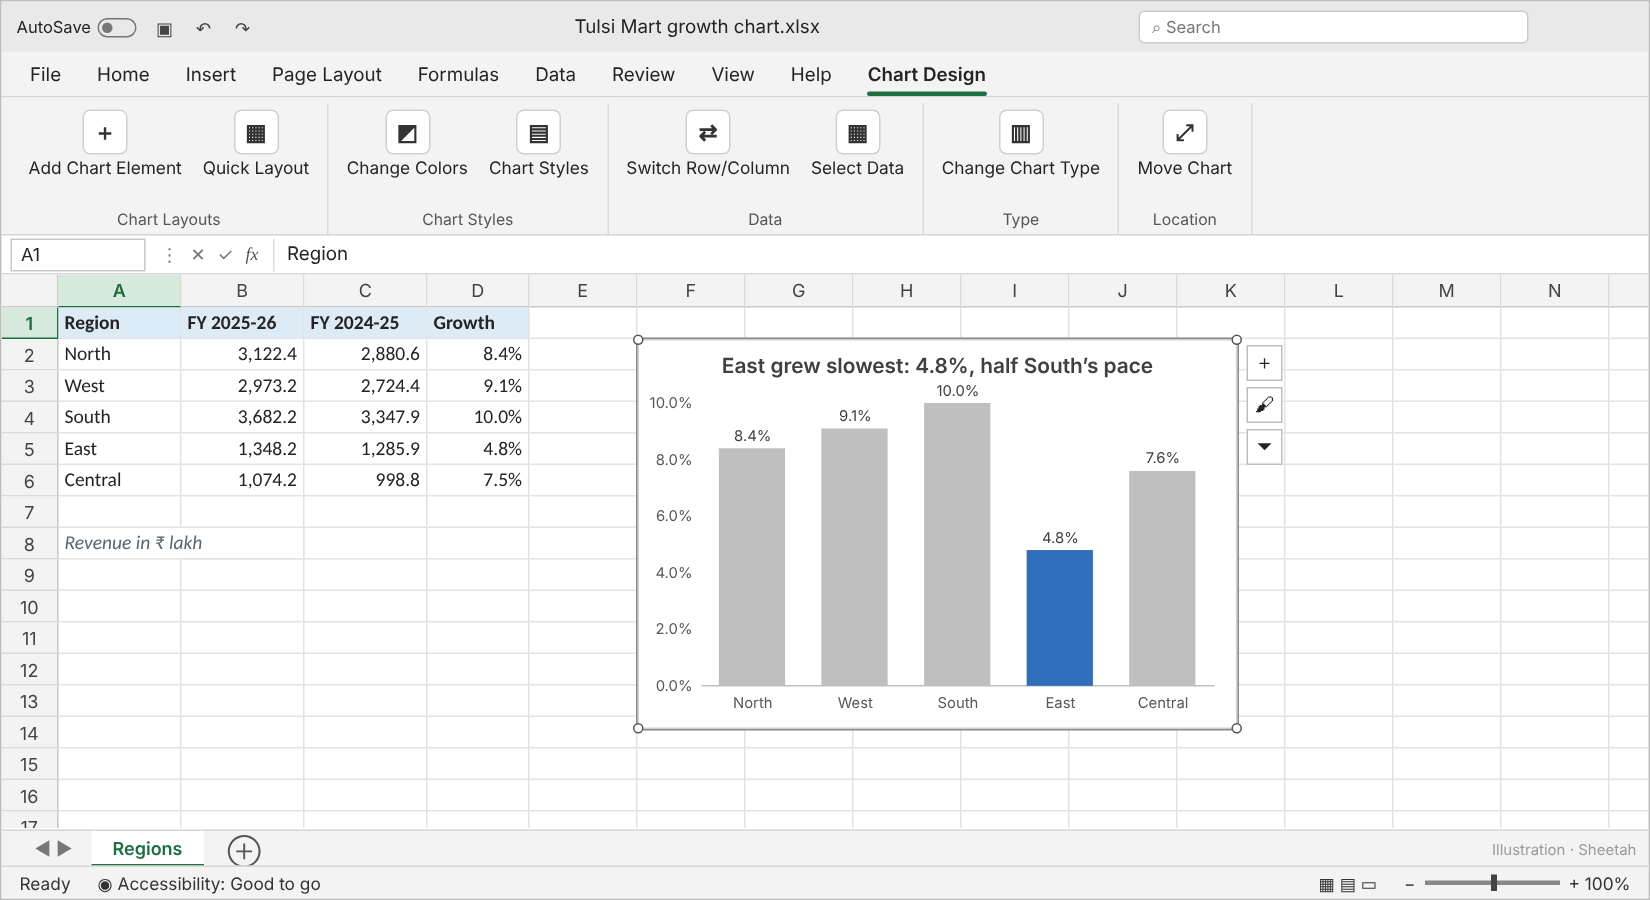 AutoSave
Tulsi Mart growth chart.xlsx
Search
File Home Insert Page Layout Formulas Data Review View Help Chart Design
Add Chart Element Quick Layout Change Colors Chart Styles Switch Row/Column Select Data Change Chart Type Move Chart
Chart Layouts Chart Styles Data Type Location
A1 fx Region
A B C D E F G H I J K L M N
1 Region FY 2025-26 FY 2024-25 Growth
2 North 3,122.4 2,880.6 8.4%
3 West 2,973.2 2,724.4 9.1%
4 South 3,682.2 3,347.9 10.0%
5 East 1,348.2 1,285.9 4.8%
6 Central 1,074.2 998.8 7.5%
7
8 Revenue in ₹ lakh
9
10
11
12
13
14
15
16
17
East grew slowest: 4.8%, half South’s pace
10.0%
8.0%
6.0%
4.0%
2.0%
0.0%
8.4% 9.1% 10.0% 4.8% 7.6%
North West South East Central
Regions
Illustration · Sheetah
Ready Accessibility: Good to go
− + 100%